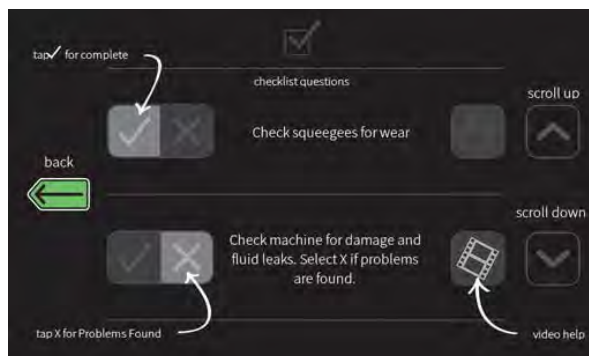 tap✓ for complete
checklist questions
scroll up
Check squeegees for wear
back
scroll down
Check machine for damage and
fluid leaks. Select X if problems
are found.
tap X for Problems Found
video help